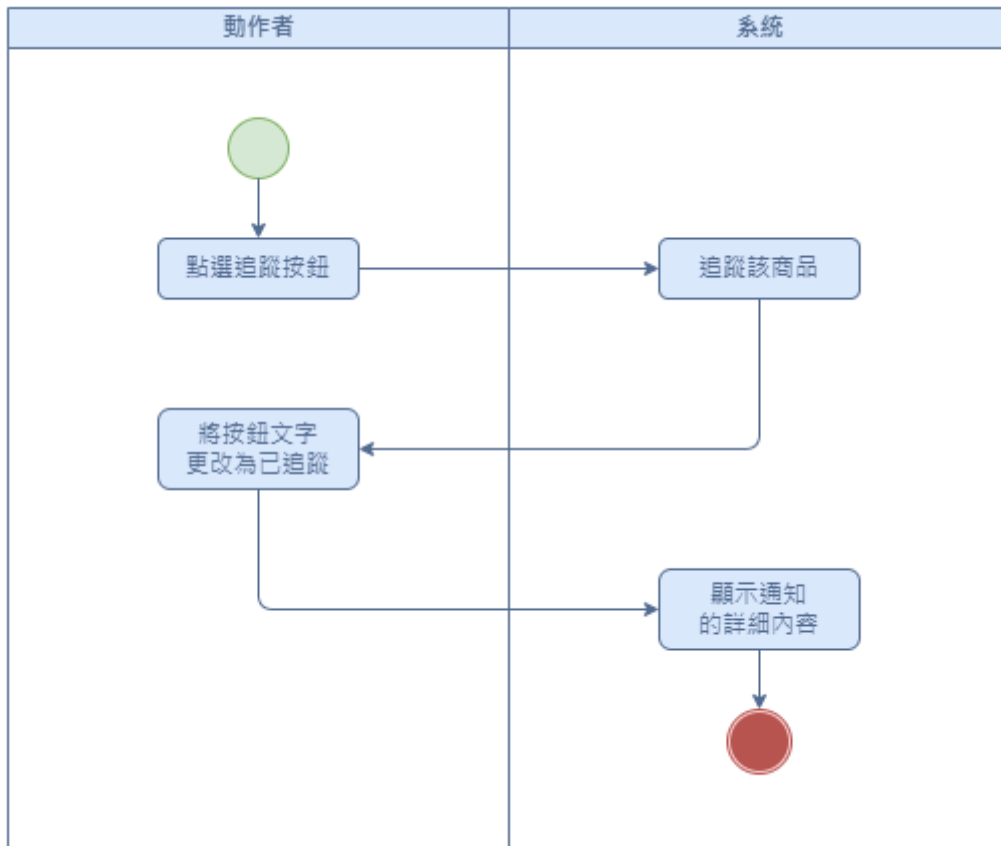 動作者
系統
點選追蹤按鈕
追蹤該商品
將按鈕文字
更改為已追蹤
顯示通知
的詳細內容